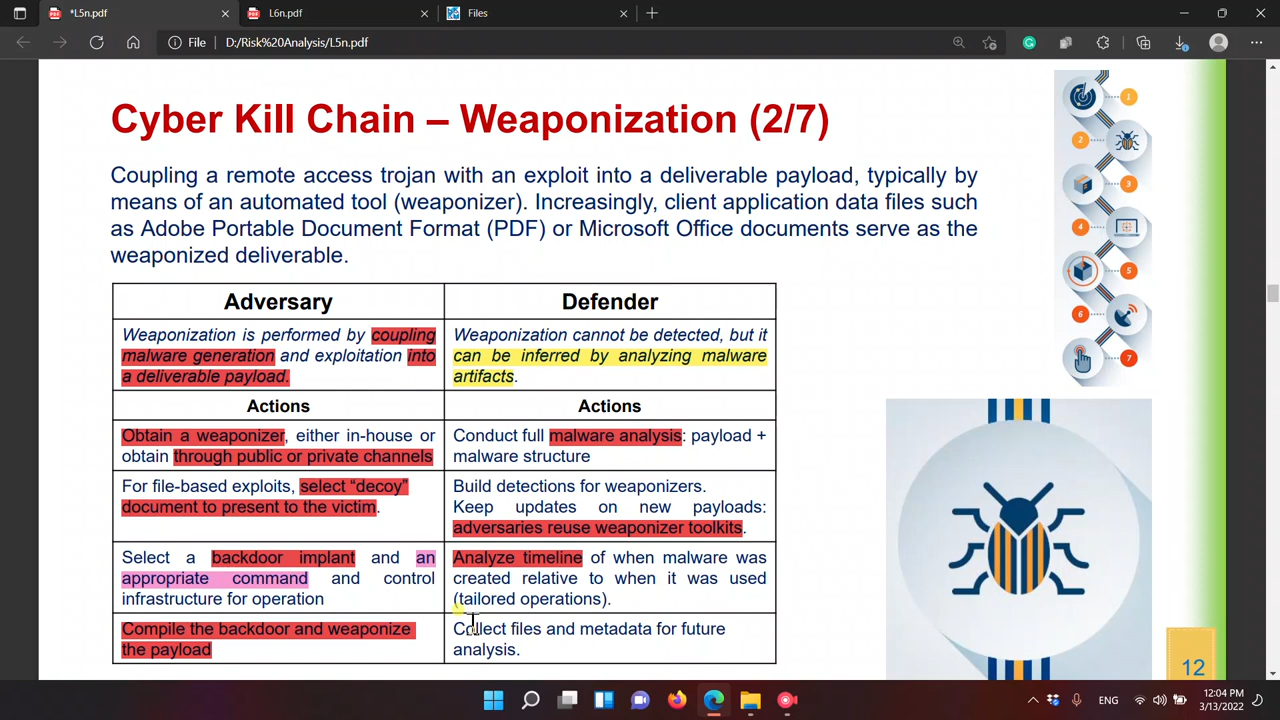 *L5n.pdf
L6n.pdf
Files
File
D:/Risk%20Analysis/L5n.pdf
Cyber Kill Chain – Weaponization (2/7)
Coupling a remote access trojan with an exploit into a deliverable payload, typically by
means of an automated tool (weaponizer). Increasingly, client application data files such
as Adobe Portable Document Format (PDF) or Microsoft Office documents serve as the
weaponized deliverable.
Adversary
Weaponization is performed by coupling
malware generation and exploitation into
a deliverable payload.
Actions
Obtain a weaponizer, either in-house or
obtain through public or private channels
For file-based exploits, select “decoy”
document to present to the victim.
Select a backdoor implant and an
appropriate command and control
infrastructure for operation
Compile the backdoor and weaponize
the payload
Defender
Weaponization cannot be detected, but it
can be inferred by analyzing malware
artifacts.
Actions
Conduct full malware analysis: payload +
malware structure
Build detections for weaponizers.
Keep updates on new payloads:
adversaries reuse weaponizer toolkits.
Analyze timeline of when malware was
created relative to when it was used
(tailored operations).
Collect files and metadata for future
analysis.
1
2
3
4
5
6
7
12
ENG
12:04 PM
3/13/2022